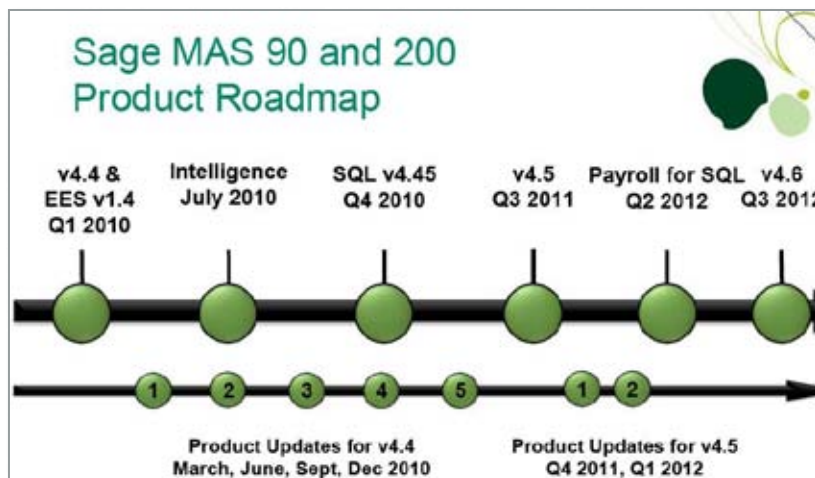 Sage MAS 90 and 200
Product Roadmap
v4.4 &
EES v1.4
Q1 2010
Intelligence
July 2010
SQL v4.45
Q4 2010
v4.5
Q3 2011
Payroll for SQL
Q2 2012
v4.6
Q3 2012
1 2 3 4 5 1 2
Product Updates for v4.4
March, June, Sept, Dec 2010
Product Updates for v4.5
Q4 2011, Q1 2012